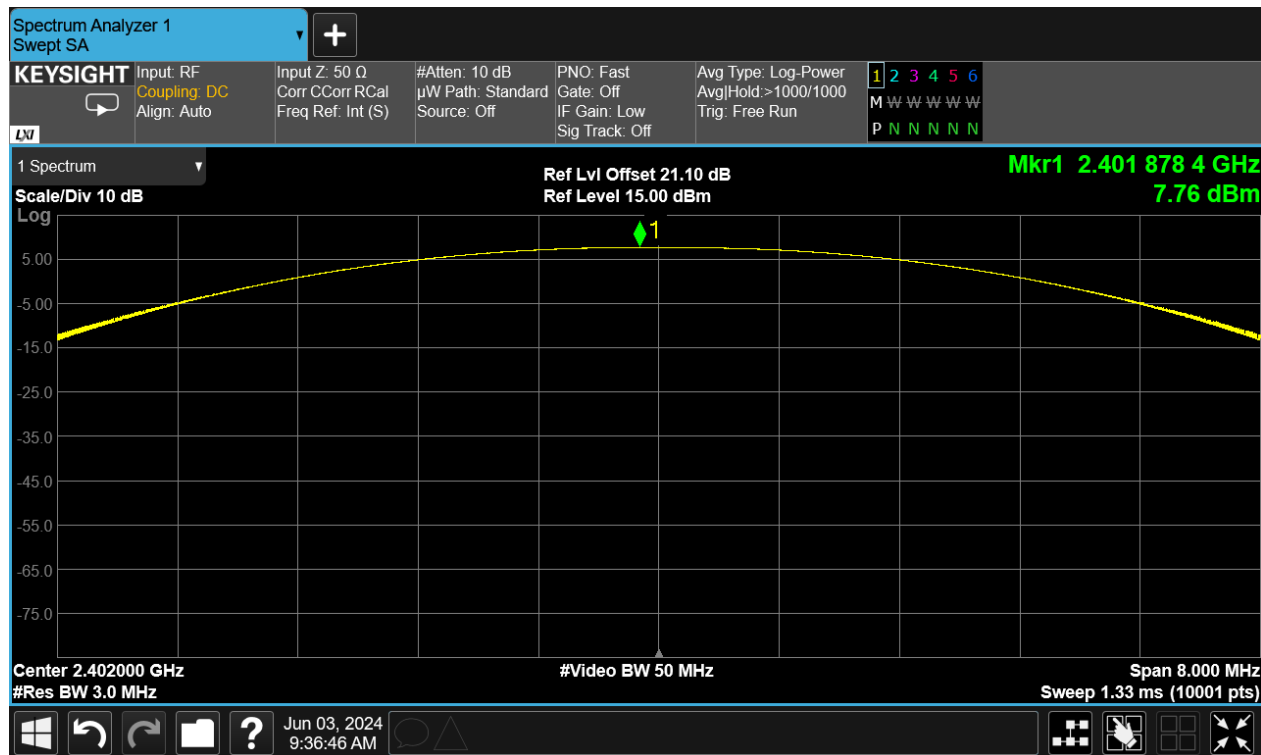 Spectrum Analyzer 1
Swept SA
KEYSIGHT
LXI
Input: RF
Coupling: DC
Align: Auto
Input Z: 50 Ω
Corr CCorr RCal
Freq Ref: Int (S)
#Atten: 10 dB
µW Path: Standard
Source: Off
PNO: Fast
Gate: Off
IF Gain: Low
Sig Track: Off
Avg Type: Log-Power
Avg|Hold:>1000/1000
Trig: Free Run
1 2 3 4 5 6
M W W W W W
P N N N N N
1 Spectrum
Scale/Div 10 dB
Ref Lvl Offset 21.10 dB
Ref Level 15.00 dBm
Mkr1 2.401 878 4 GHz
7.76 dBm
Log
1
5.00
-5.00
-15.0
-25.0
-35.0
-45.0
-55.0
-65.0
-75.0
Center 2.402000 GHz
#Video BW 50 MHz
Span 8.000 MHz
#Res BW 3.0 MHz
Sweep 1.33 ms (10001 pts)
?
Jun 03, 2024
9:36:46 AM